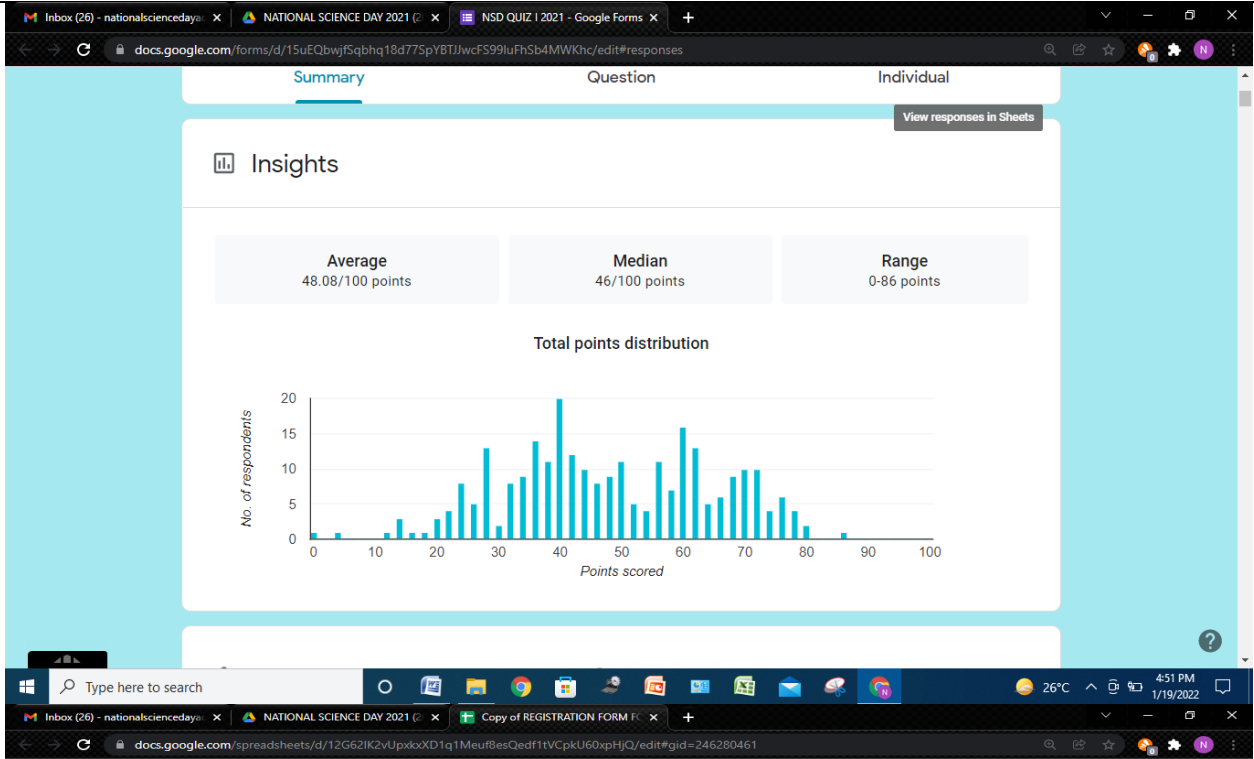 Inbox (26) - nationalsciencedaya
NATIONAL SCIENCE DAY 2021 (2
NSD QUIZ I 2021 - Google Forms
docs.google.com/forms/d/15uEQbwjfSqbhq18d77SpYBTJJwcFS99luFhSb4MWKhc/edit#responses
N
0
Summary Question Individual
View responses in Sheets
Insights
Average Median Range
48.08/100 points 46/100 points 0-86 points
Total points distribution
No. of respondents
20
15
10
5
0
0 10 20 30 40 50 60 70 80 90 100
Points scored
?
Type here to search
N
26°C
4:51 PM
1/19/2022
Inbox (26) - nationalsciencedaya
NATIONAL SCIENCE DAY 2021 (2
Copy of REGISTRATION FORM FC
docs.google.com/spreadsheets/d/12G62IK2vUpxkxXD1q1Meuf8esQedf1tVCpkU60xpHjQ/edit#gid=246280461
0
N